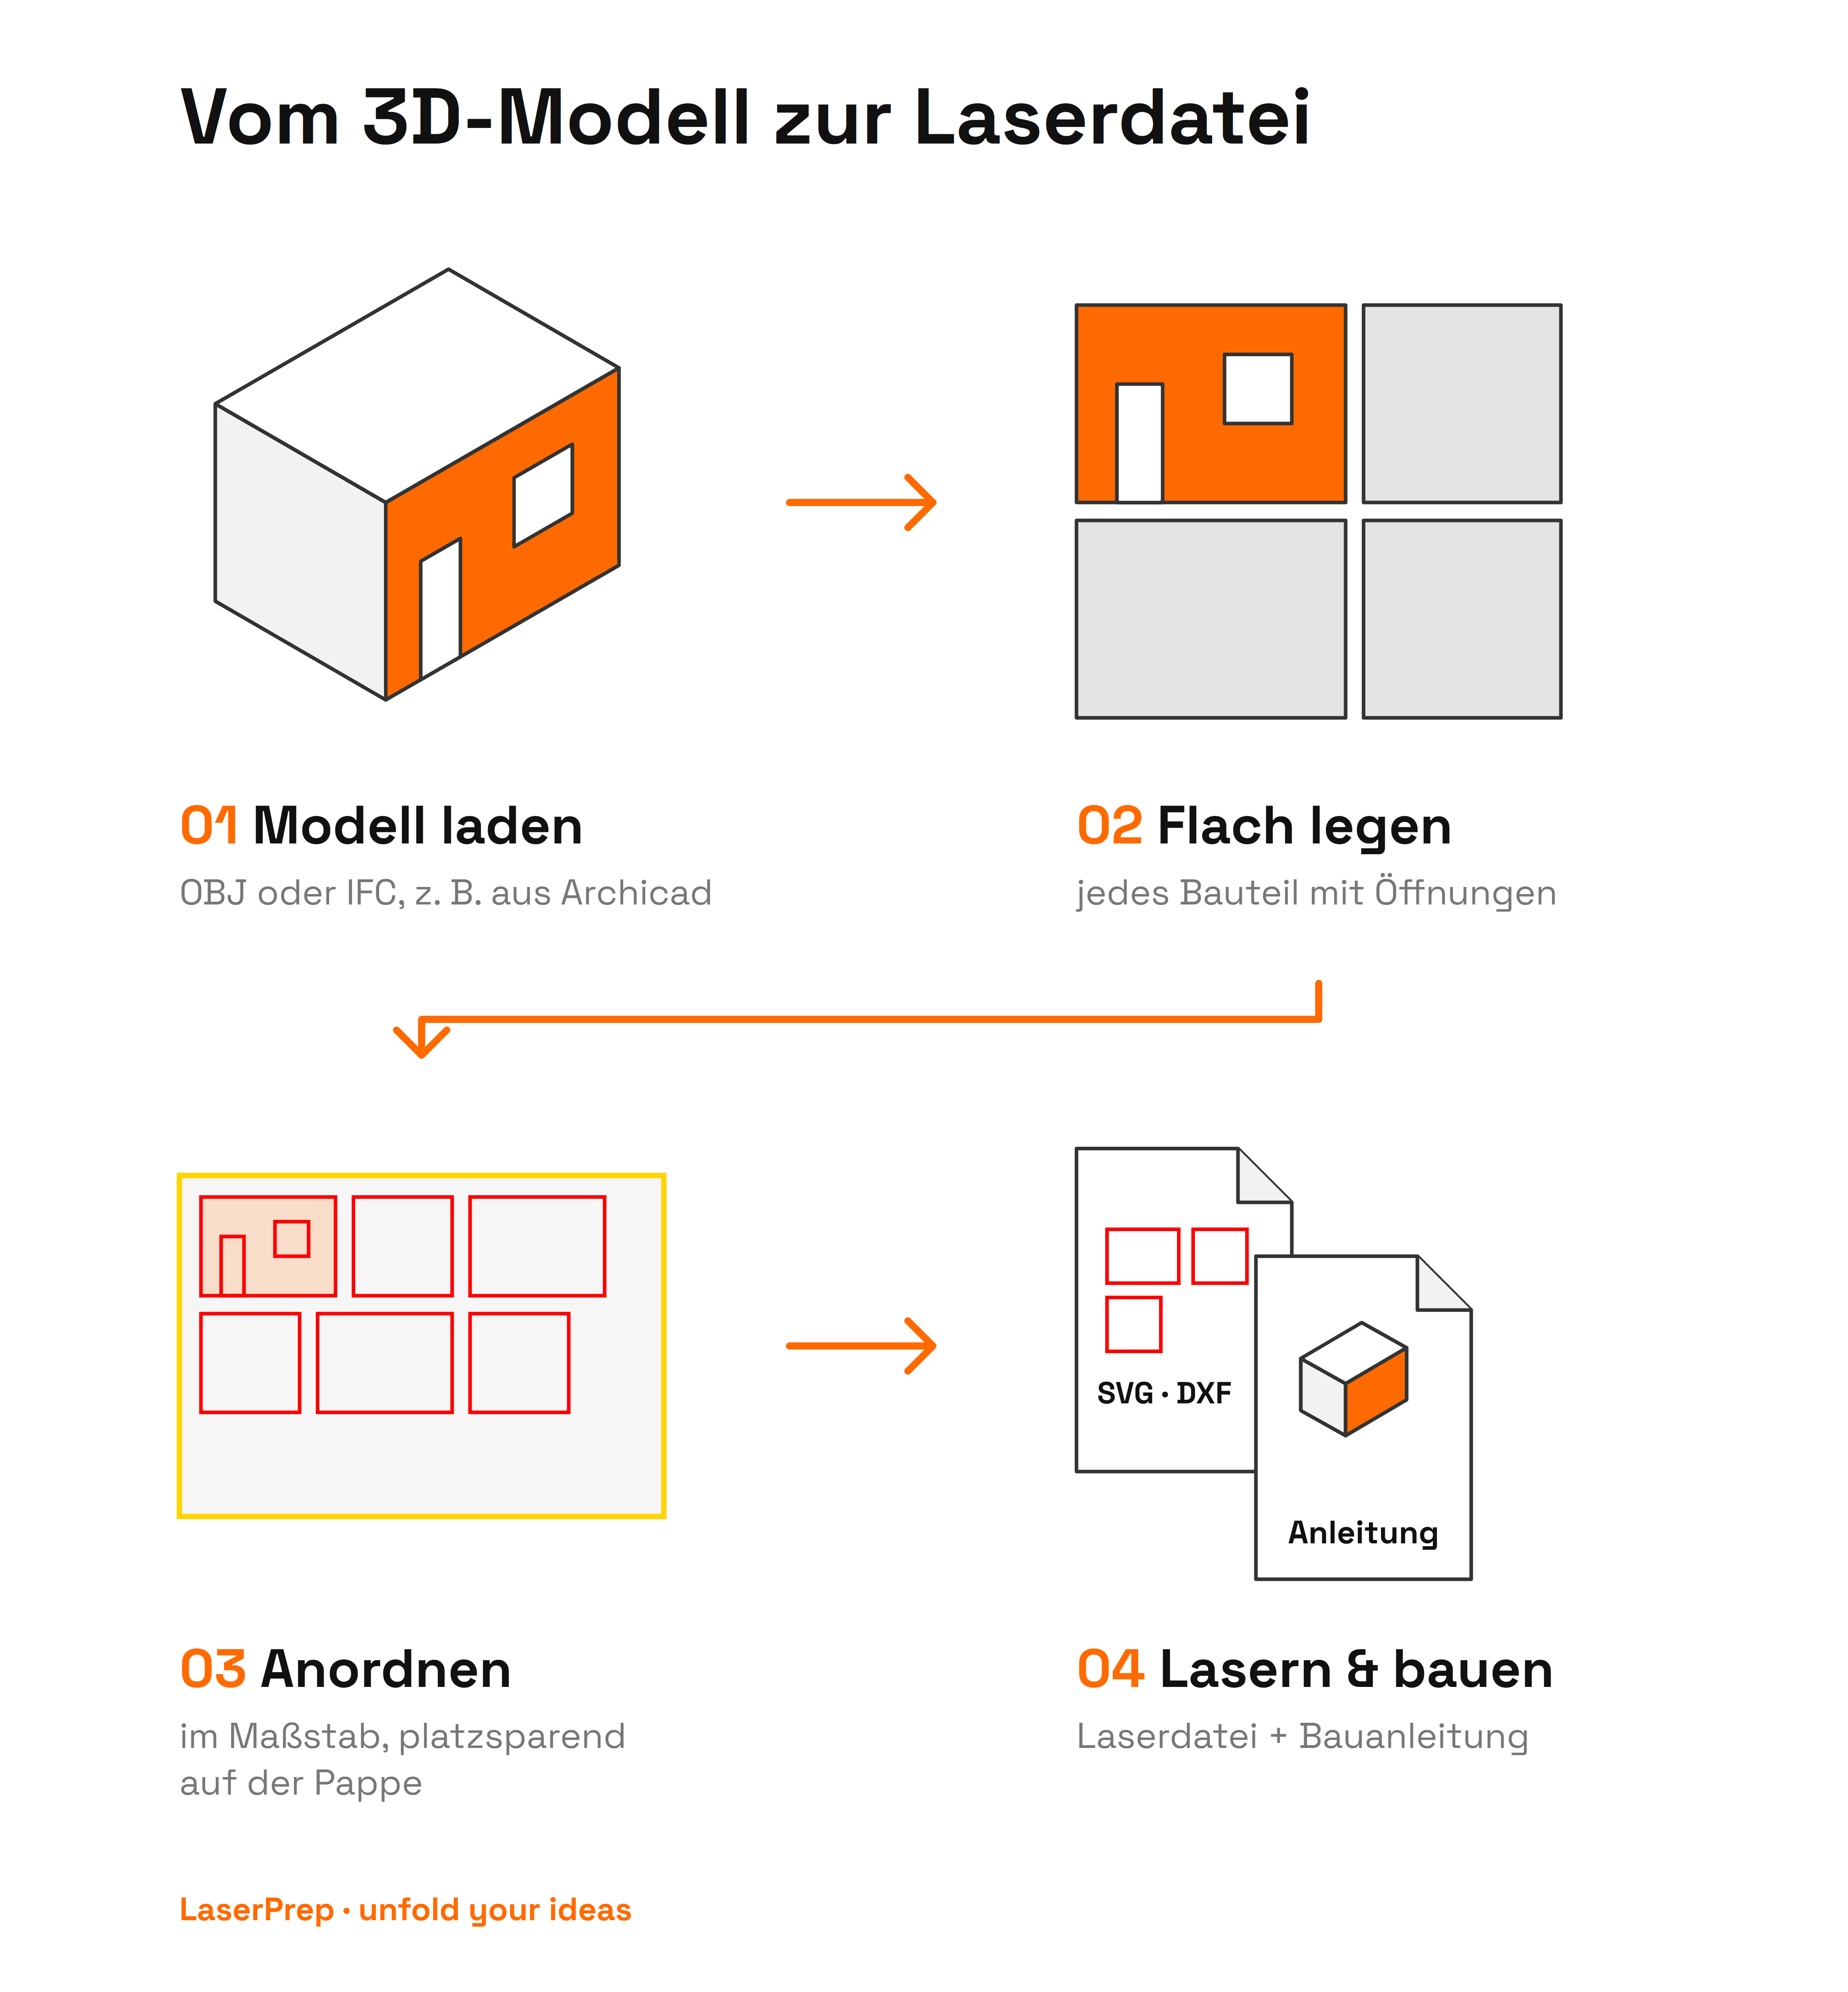 Vom 3D-Modell zur Laserdatei
01 Modell laden
OBJ oder IFC, z. B. aus Archicad
02 Flach legen
jedes Bauteil mit Öffnungen
SVG · DXF
Anleitung
03 Anordnen
im Maßstab, platzsparend
auf der Pappe
04 Lasern & bauen
Laserdatei + Bauanleitung
LaserPrep · unfold your ideas